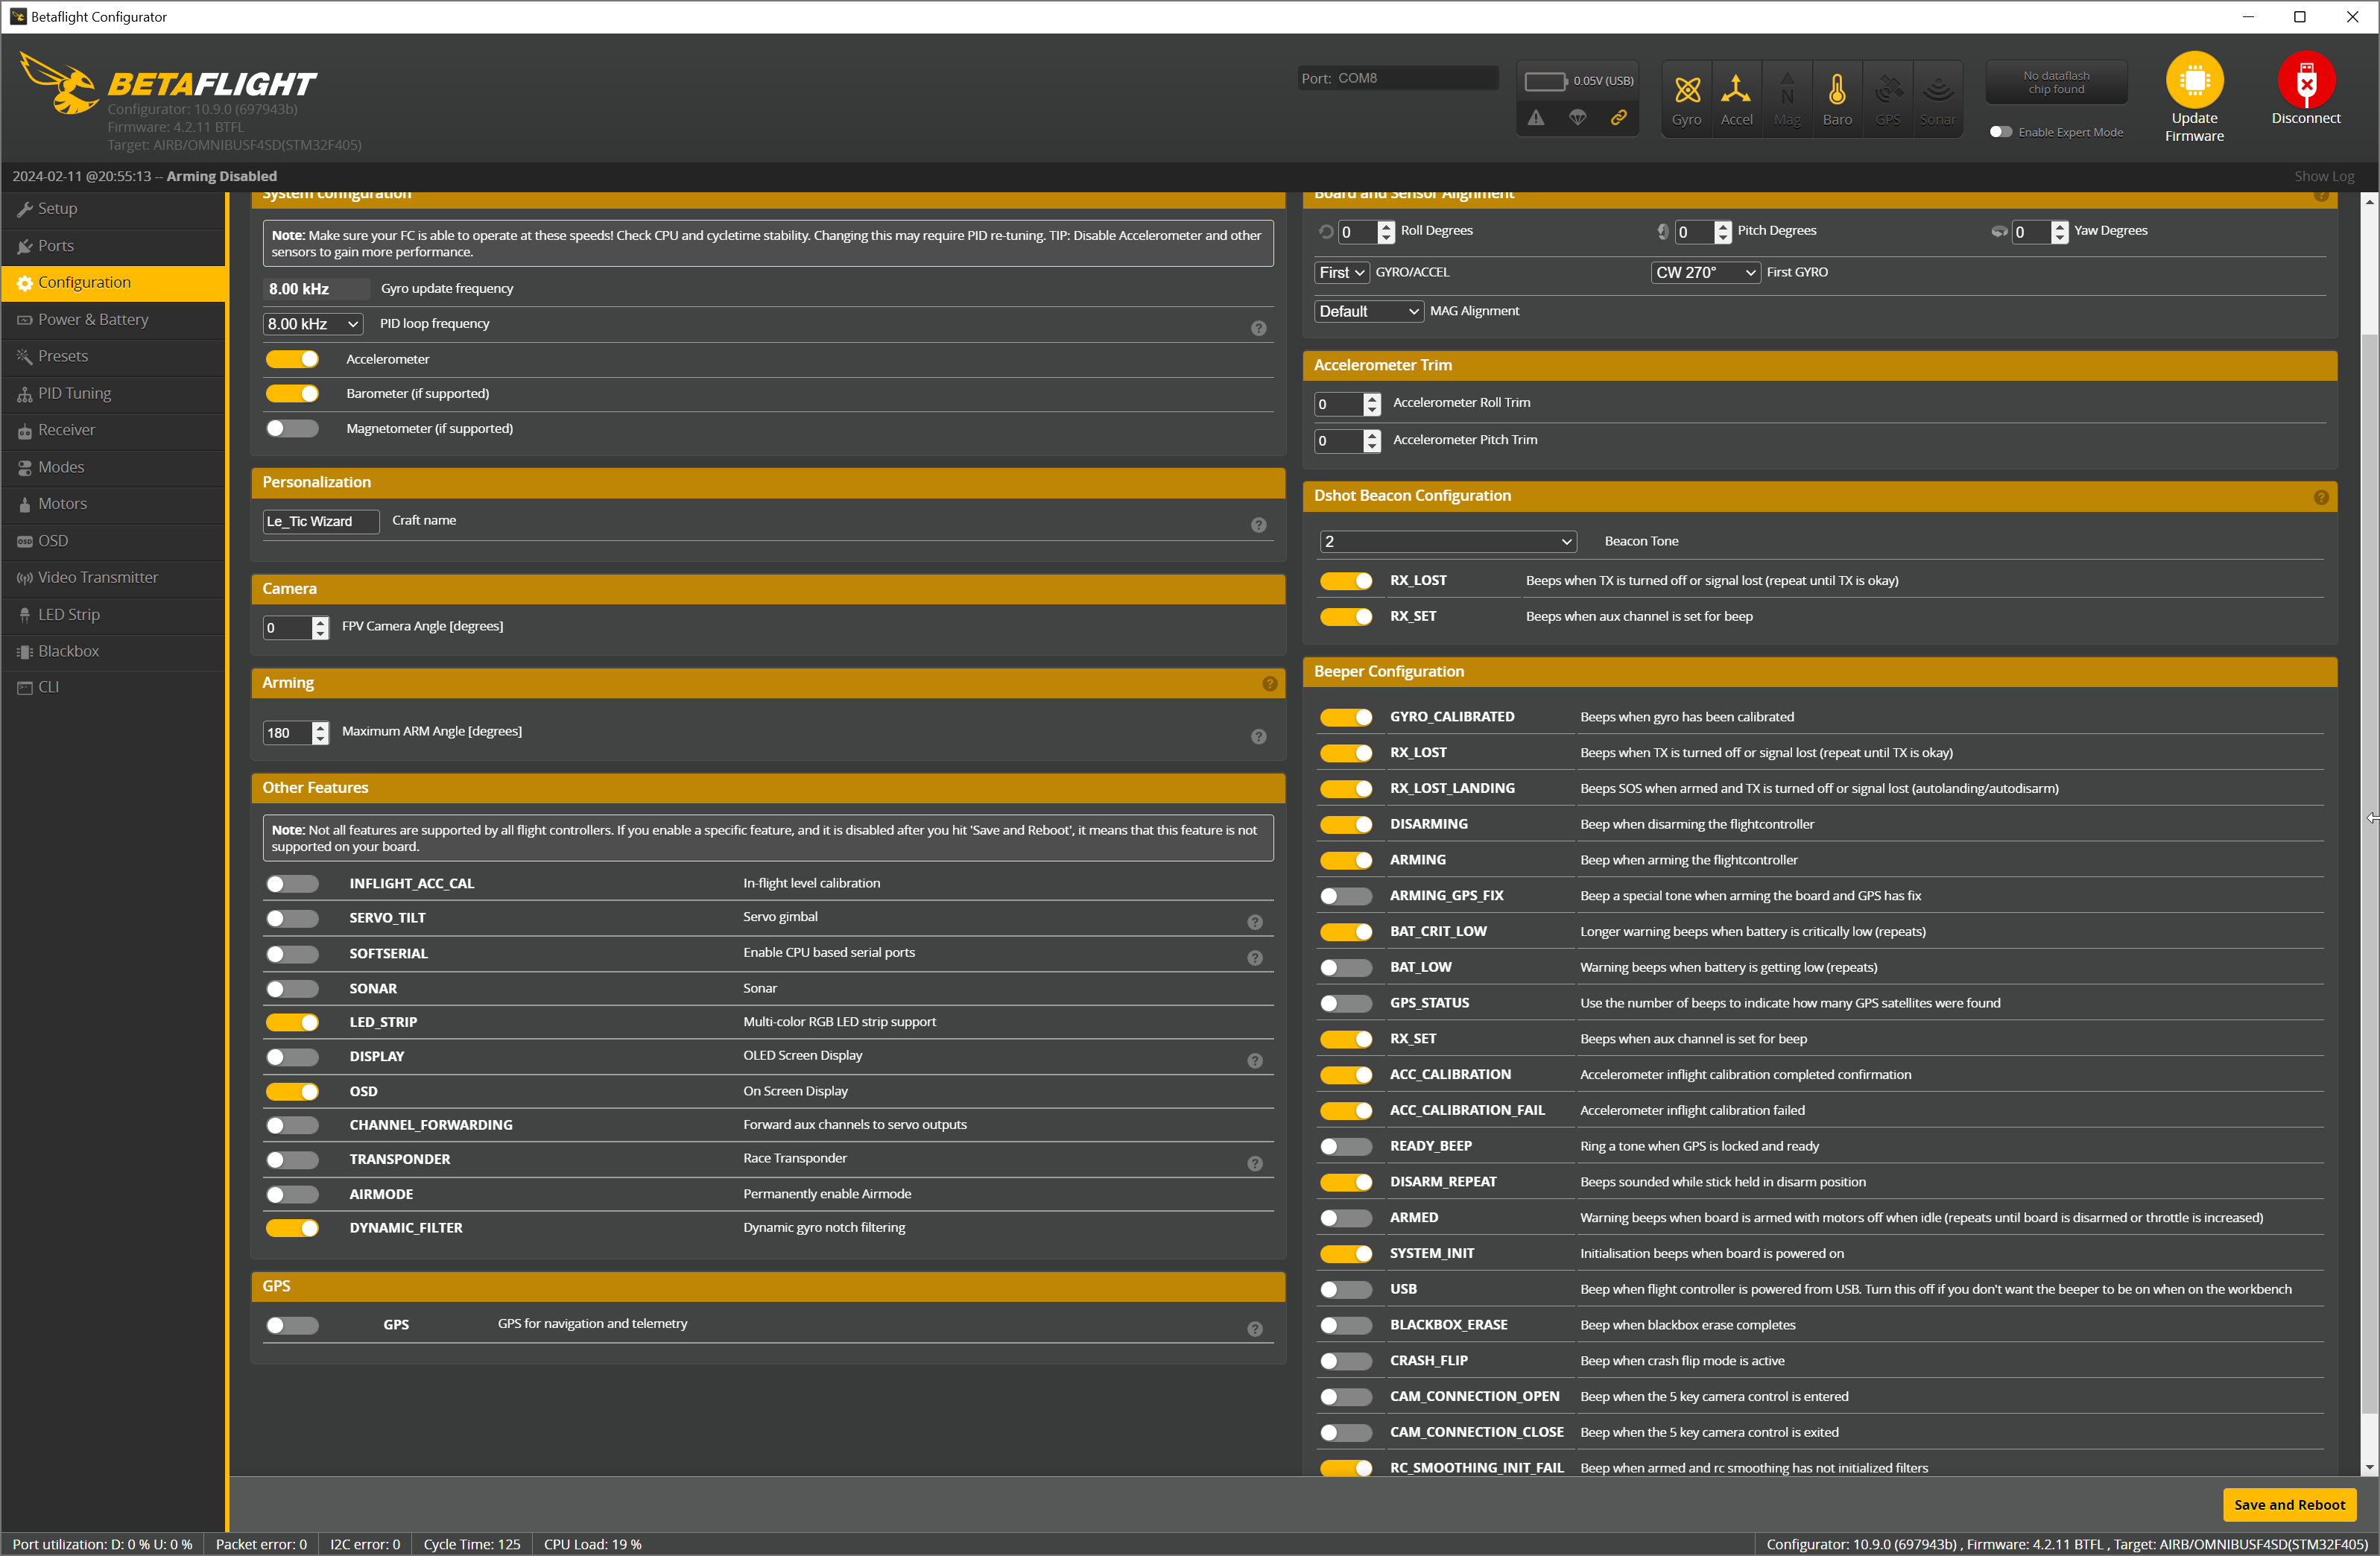 Betaflight Configurator
BETAFLIGHT
Configurator: 10.9.0 (697943b)
Firmware: 4.2.11 BTFL
Target: AIRB/OMNIBUSF4SD(STM32F405)
Port: COM8
0.05V (USB)
Gyro
Accel
Mag
Baro
GPS
Sonar
No dataflash
chip found
Enable Expert Mode
Update
Firmware
Disconnect
2024-02-11 @20:55:13 -- Arming Disabled
Show Log
Setup
Ports
Configuration
Power & Battery
Presets
PID Tuning
Receiver
Modes
Motors
OSD
Video Transmitter
LED Strip
Blackbox
CLI
System configuration
Note: Make sure your FC is able to operate at these speeds! Check CPU and cycletime stability. Changing this may require PID re-tuning. TIP: Disable Accelerometer and other
sensors to gain more performance.
8.00 kHz Gyro update frequency
8.00 kHz PID loop frequency
Accelerometer
Barometer (if supported)
Magnetometer (if supported)
Personalization
Le_Tic Wizard Craft name
Camera
0 FPV Camera Angle [degrees]
Arming
180 Maximum ARM Angle [degrees]
Other Features
Note: Not all features are supported by all flight controllers. If you enable a specific feature, and it is disabled after you hit 'Save and Reboot', it means that this feature is not
supported on your board.
INFLIGHT_ACC_CAL In-flight level calibration
SERVO_TILT Servo gimbal
SOFTSERIAL Enable CPU based serial ports
SONAR Sonar
LED_STRIP Multi-color RGB LED strip support
DISPLAY OLED Screen Display
OSD On Screen Display
CHANNEL_FORWARDING Forward aux channels to servo outputs
TRANSPONDER Race Transponder
AIRMODE Permanently enable Airmode
DYNAMIC_FILTER Dynamic gyro notch filtering
GPS
GPS GPS for navigation and telemetry
Board and Sensor Alignment
0 Roll Degrees 0 Pitch Degrees 0 Yaw Degrees
First GYRO/ACCEL CW 270° First GYRO
Default MAG Alignment
Accelerometer Trim
0 Accelerometer Roll Trim
0 Accelerometer Pitch Trim
Dshot Beacon Configuration
2 Beacon Tone
RX_LOST Beeps when TX is turned off or signal lost (repeat until TX is okay)
RX_SET Beeps when aux channel is set for beep
Beeper Configuration
GYRO_CALIBRATED Beeps when gyro has been calibrated
RX_LOST Beeps when TX is turned off or signal lost (repeat until TX is okay)
RX_LOST_LANDING Beeps SOS when armed and TX is turned off or signal lost (autolanding/autodisarm)
DISARMING Beep when disarming the flightcontroller
ARMING Beep when arming the flightcontroller
ARMING_GPS_FIX Beep a special tone when arming the board and GPS has fix
BAT_CRIT_LOW Longer warning beeps when battery is critically low (repeats)
BAT_LOW Warning beeps when battery is getting low (repeats)
GPS_STATUS Use the number of beeps to indicate how many GPS satellites were found
RX_SET Beeps when aux channel is set for beep
ACC_CALIBRATION Accelerometer inflight calibration completed confirmation
ACC_CALIBRATION_FAIL Accelerometer inflight calibration failed
READY_BEEP Ring a tone when GPS is locked and ready
DISARM_REPEAT Beeps sounded while stick held in disarm position
ARMED Warning beeps when board is armed with motors off when idle (repeats until board is disarmed or throttle is increased)
SYSTEM_INIT Initialisation beeps when board is powered on
USB Beep when flight controller is powered from USB. Turn this off if you don't want the beeper to be on when on the workbench
BLACKBOX_ERASE Beep when blackbox erase completes
CRASH_FLIP Beep when crash flip mode is active
CAM_CONNECTION_OPEN Beep when the 5 key camera control is entered
CAM_CONNECTION_CLOSE Beep when the 5 key camera control is exited
RC_SMOOTHING_INIT_FAIL Beep when armed and rc smoothing has not initialized filters
Save and Reboot
Port utilization: D: 0 % U: 0 % Packet error: 0 I2C error: 0 Cycle Time: 125 CPU Load: 19 %
Configurator: 10.9.0 (697943b) , Firmware: 4.2.11 BTFL , Target: AIRB/OMNIBUSF4SD(STM32F405)